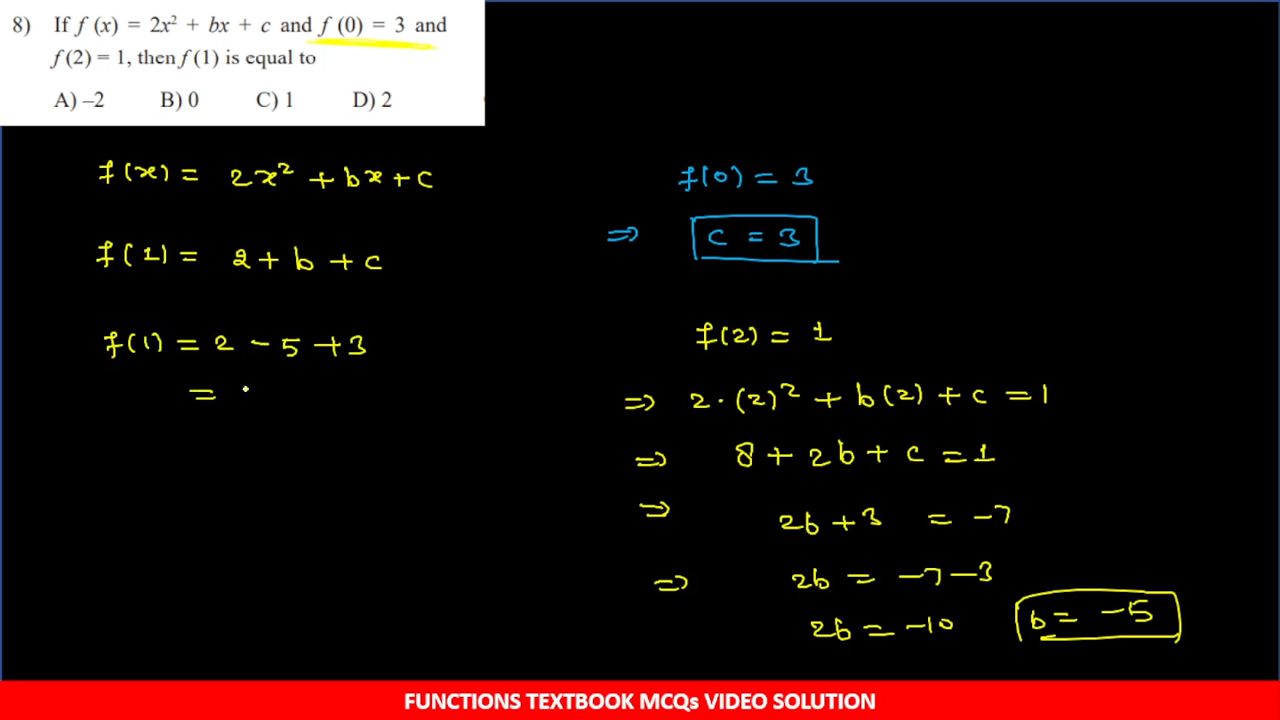 8) If f (x) = 2x² + bx + c and f (0) = 3 and
f (2) = 1, then f (1) is equal to
A) –2 B) 0 C) 1 D) 2
f(x) = 2x² + bx + c
f(1) = 2 + b + c
f(1) = 2 - 5 + 3
=
f(0) = 3
⇒ c = 3
f(2) = 1
⇒ 2·(2)² + b(2) + c = 1
⇒ 8 + 2b + c = 1
⇒ 2b + 3 = -7
⇒ 2b = -7-3
2b = -10
b = -5
FUNCTIONS TEXTBOOK MCQs VIDEO SOLUTION